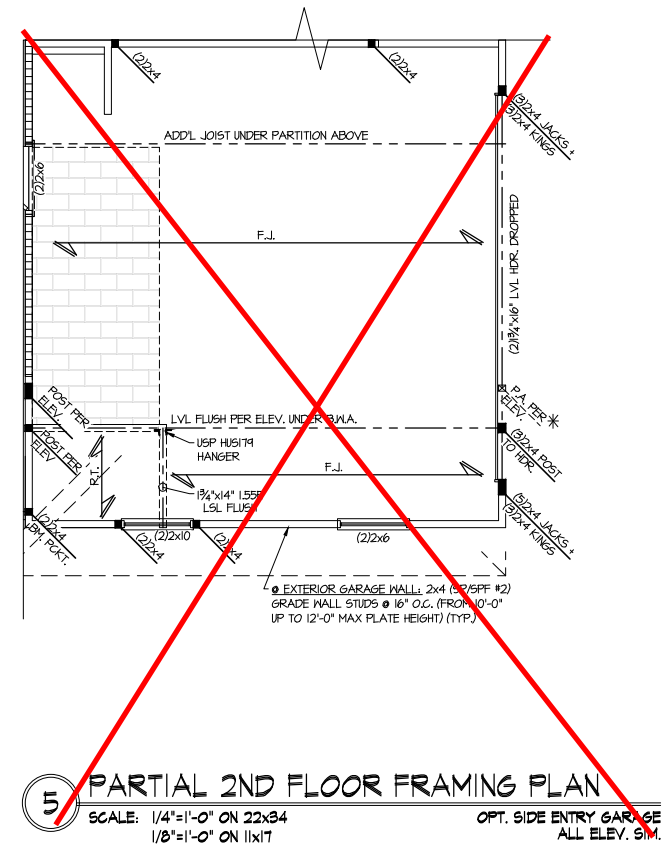 (2)2x4
(2)2x4
(3)2x4 JACKS +
(3)2x4 KINGS
ADD'L JOIST UNDER PARTITION ABOVE
(2)2x6
F.J.
(2)1¾"x16" LVL HDR. DROPPED
POST PER
ELEV.
P.A. PER
ELEV.
LVL FLUSH PER ELEV. UNDER B.W.A.
POST PER
ELEV
USP HUS179
HANGER
(3)2x4 POST
TO HDR.
R.T.
F.J.
1¾"x14" 1.55E
LSL FLUSH
(5)2x4 JACKS +
(3)2x4 KINGS
(2)2x4
BM. PCKT.
(2)2x4
(2)2x10
(2)2x4
(2)2x6
@ EXTERIOR GARAGE WALL: 2x4 (SP/SPF #2)
GRADE WALL STUDS @ 16" O.C. (FROM 10'-0"
UP TO 12'-0" MAX PLATE HEIGHT) (TYP.)
5
PARTIAL 2ND FLOOR FRAMING PLAN
SCALE: 1/4"=1'-0" ON 22x34
1/8"=1'-0" ON 11x17
OPT. SIDE ENTRY GARAGE
ALL ELEV. SIM.